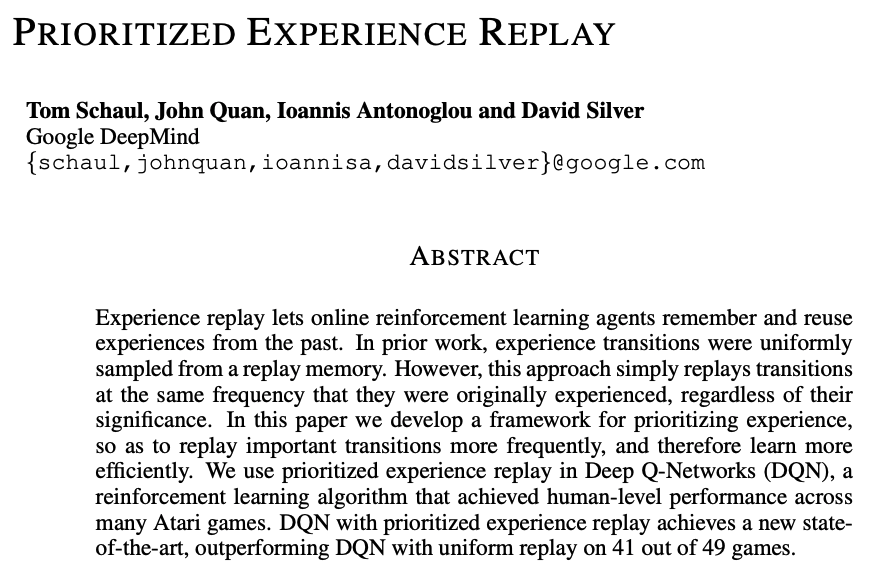 PRIORITIZED EXPERIENCE REPLAY
Tom Schaul, John Quan, Ioannis Antonoglou and David Silver
Google DeepMind
{schaul,johnquan,ioannisa,davidsilver}@google.com
ABSTRACT
Experience replay lets online reinforcement learning agents remember and reuse
experiences from the past. In prior work, experience transitions were uniformly
sampled from a replay memory. However, this approach simply replays transitions
at the same frequency that they were originally experienced, regardless of their
significance. In this paper we develop a framework for prioritizing experience,
so as to replay important transitions more frequently, and therefore learn more
efficiently. We use prioritized experience replay in Deep Q-Networks (DQN), a
reinforcement learning algorithm that achieved human-level performance across
many Atari games. DQN with prioritized experience replay achieves a new state-
of-the-art, outperforming DQN with uniform replay on 41 out of 49 games.